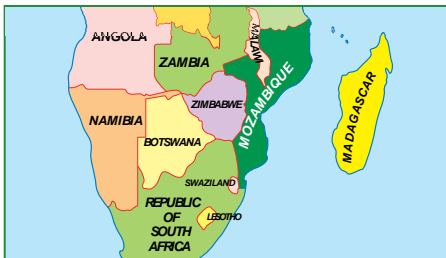 ANGOLA
MALAWI
ZAMBIA
MOZAMBIQUE
MADAGASCAR
ZIMBABWE
NAMIBIA
BOTSWANA
SWAZILAND
REPUBLIC
OF
SOUTH
AFRICA
LESOTHO